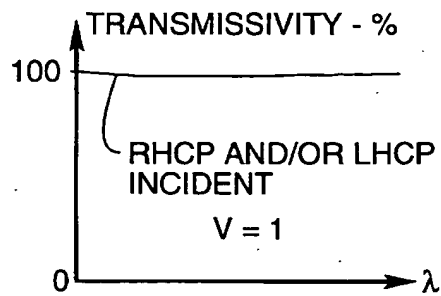 TRANSMISSIVITY - %
100
RHCP AND/OR LHCP
INCIDENT
V = 1
0
λ